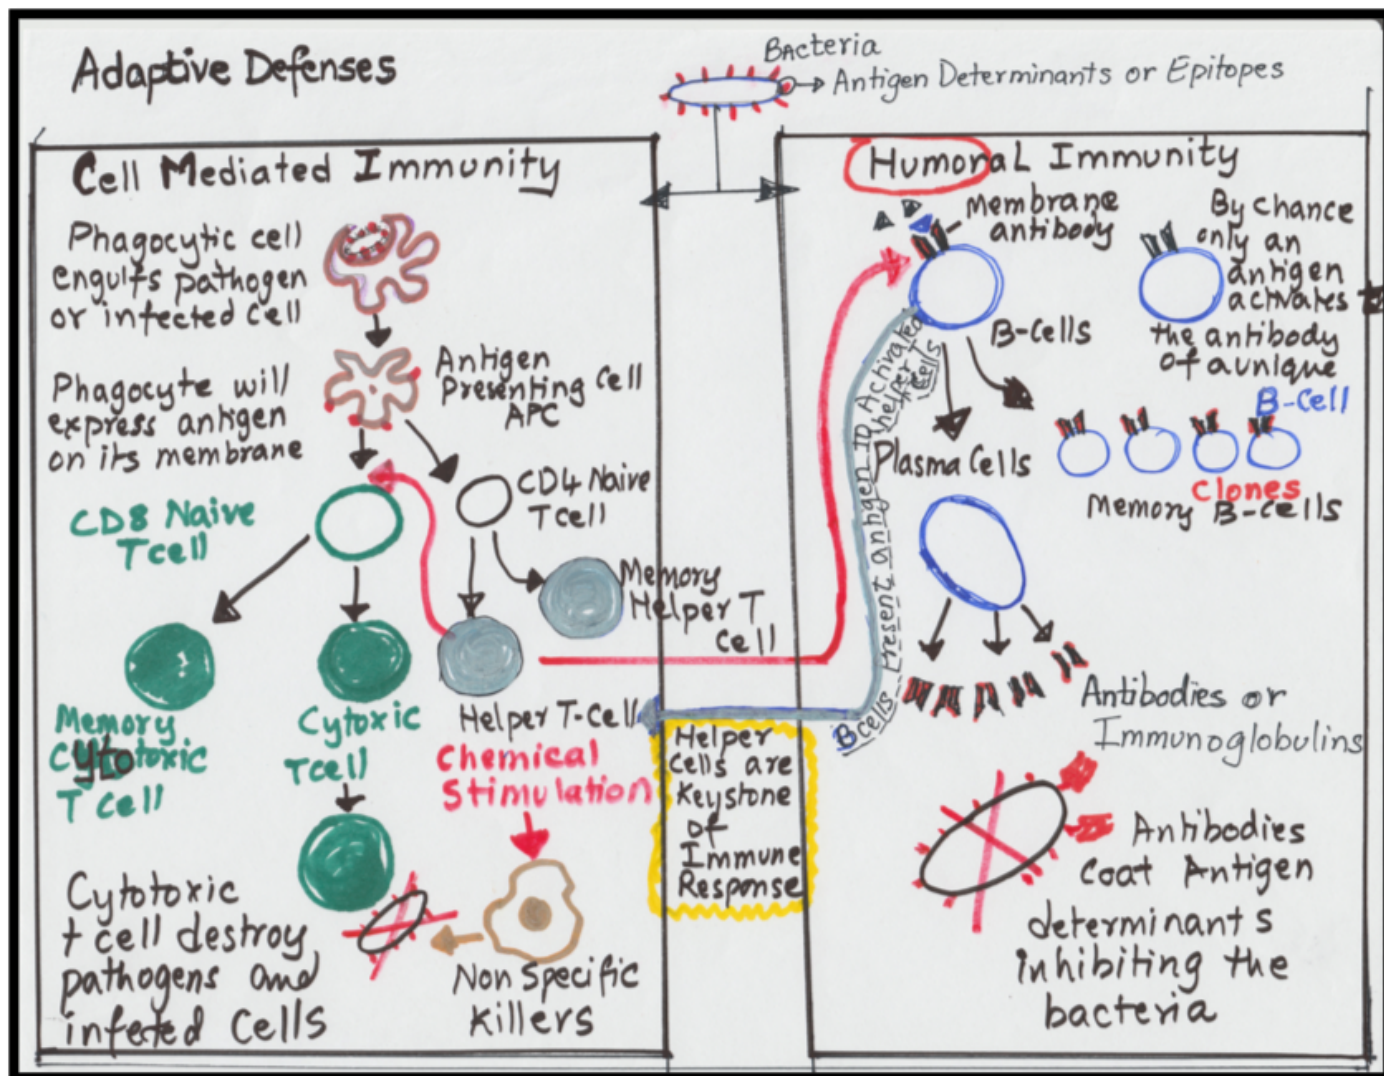 Adaptive Defenses
Bacteria
Antigen Determinants or Epitopes
Cell Mediated Immunity
Phagocytic cell
engulfs pathogen
or infected cell
Phagocyte will
express antigen
on its membrane
Antigen
Presenting Cell
APC
CD8 Naive
Tcell
CD4 Naive
Tcell
Memory
Helper T
Cell
Memory
Cytotoxic
T cell
Cytoxic
Tcell
Helper T-Cell
Chemical
Stimulation
Cytotoxic
t cell destroy
pathogens and
infeted cells
Non Specific
Killers
Helper
Cells are
Keystone
of
Immune
Response
Humoral Immunity
Membrane
antibody
By chance
only an
antigen
activates
the antibody
of a unique
B-Cell
B-Cells
B cells Present antigen to Activated
helper T
Cells
Plasma Cells
Clones
Memory B-cells
Antibodies or
Immunoglobulins
Antibodies
coat Antigen
determinants
inhibiting the
bacteria